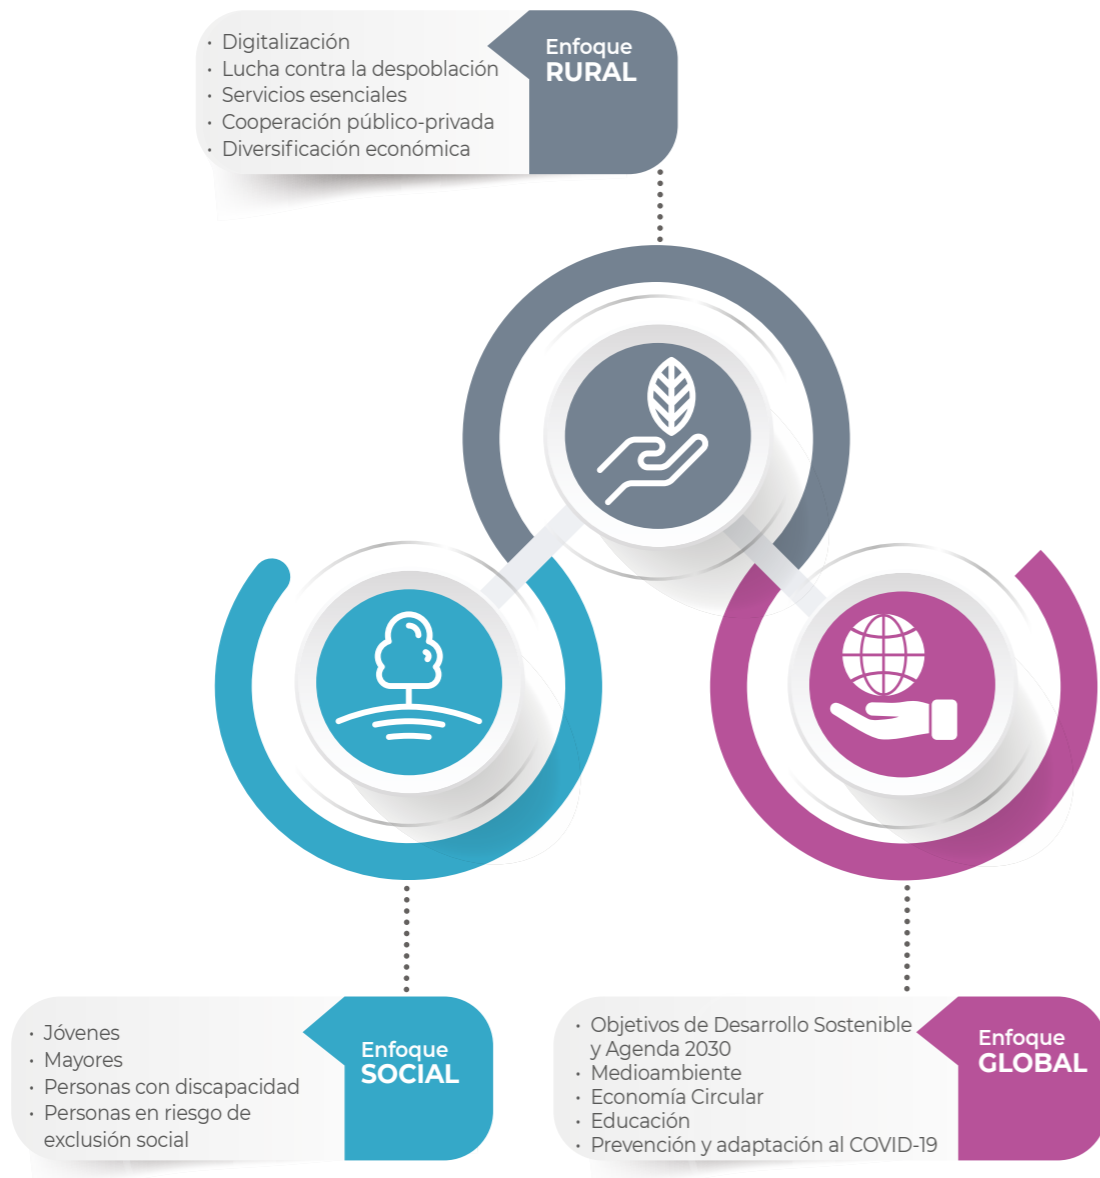 · Digitalización
· Lucha contra la despoblación
· Servicios esenciales
· Cooperación público-privada
· Diversificación económica
Enfoque
RURAL
· Jóvenes
· Mayores
· Personas con discapacidad
· Personas en riesgo de
exclusión social
Enfoque
SOCIAL
· Objetivos de Desarrollo Sostenible
y Agenda 2030
· Medioambiente
· Economía Circular
· Educación
· Prevención y adaptación al COVID-19
Enfoque
GLOBAL